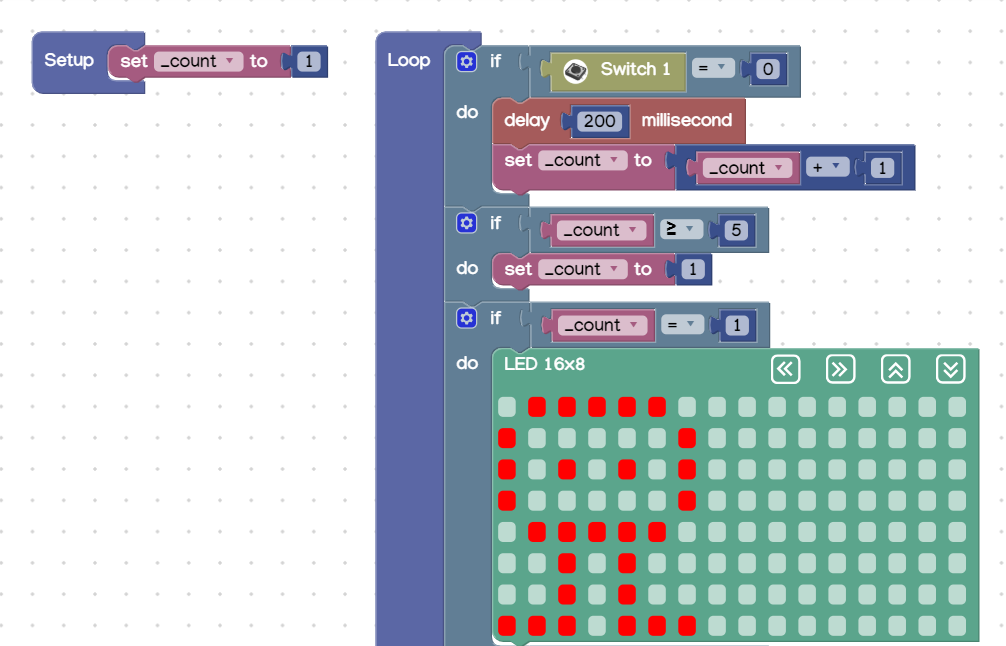 Setup set _count to 1
Loop if Switch 1 = 0
do delay 200 millisecond
set _count to _count + 1
if _count ≥ 5
do set _count to 1
if _count = 1
do LED 16x8